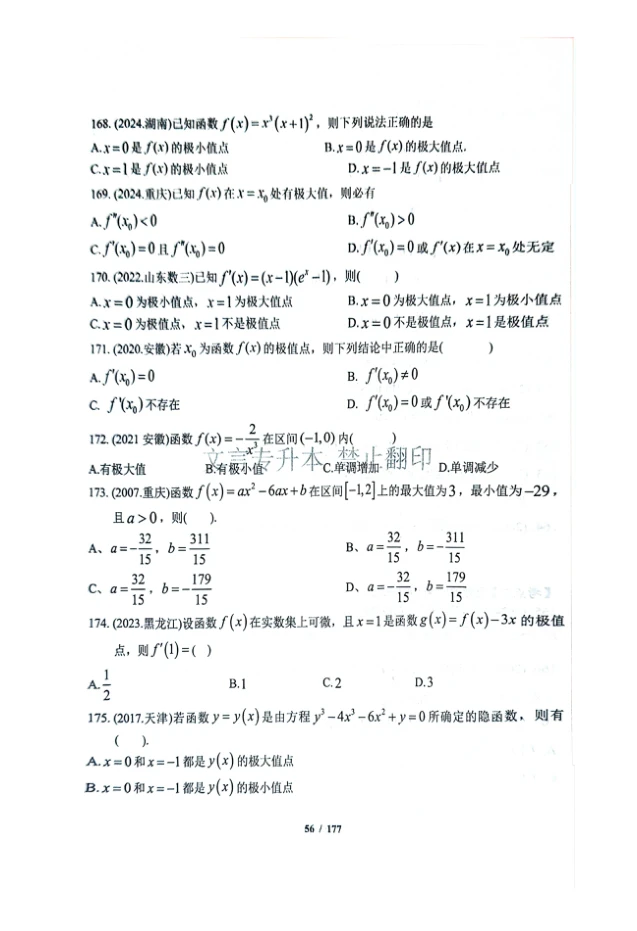 168. (2024.湖南)已知函数 f(x)=x³(x+1)²，则下列说法正确的是
A. x=0是 f(x) 的极小值点 B. x=0是 f(x) 的极大值点.
C. x=1是 f(x) 的极小值点 D. x=-1是 f(x) 的极大值点
169. (2024.重庆)已知 f(x) 在 x=x₀ 处有极大值，则必有
A. f"(x₀)<0 B. f"(x₀)>0
C. f'(x₀)=0 且 f"(x₀)=0 D. f'(x₀)=0 或 f'(x) 在 x=x₀ 处无定
170. (2022.山东数三)已知 f'(x)=(x-1)(eˣ-1)，则( )
A. x=0 为极小值点，x=1为极大值点 B. x=0 为极大值点，x=1为极小值点
C. x=0 为极值点，x=1不是极值点 D. x=0 不是极值点，x=1是极值点
171. (2020.安徽)若 x₀ 为函数 f(x) 的极值点，则下列结论中正确的是( )
A. f'(x₀)=0 B. f'(x₀)≠0
C. f'(x₀) 不存在 D. f'(x₀)=0 或 f'(x₀) 不存在
172. (2021 安徽)函数 f(x)=-2/x³ 在区间 (-1,0) 内( )
文言专升本 禁止翻印
A.有极大值 B.有极小值 C.单调增加 D.单调减少
173. (2007.重庆)函数 f(x)=ax²-6ax+b 在区间[-1,2]上的最大值为3，最小值为-29，
且 a>0，则( ).
A、a=-32/15，b=311/15 B、a=32/15，b=-311/15
C、a=32/15，b=-179/15 D、a=-32/15，b=179/15
174. (2023.黑龙江)设函数 f(x) 在实数集上可微，且 x=1是函数 g(x)=f(x)-3x 的极值
点，则 f'(1)=( )
A. 1/2 B.1 C.2 D.3
175. (2017.天津)若函数 y=y(x) 是由方程 y³-4x³-6x²+y=0 所确定的隐函数，则有
( ).
A. x=0 和 x=-1 都是 y(x) 的极大值点
B. x=0 和 x=-1 都是 y(x) 的极小值点
56 / 177